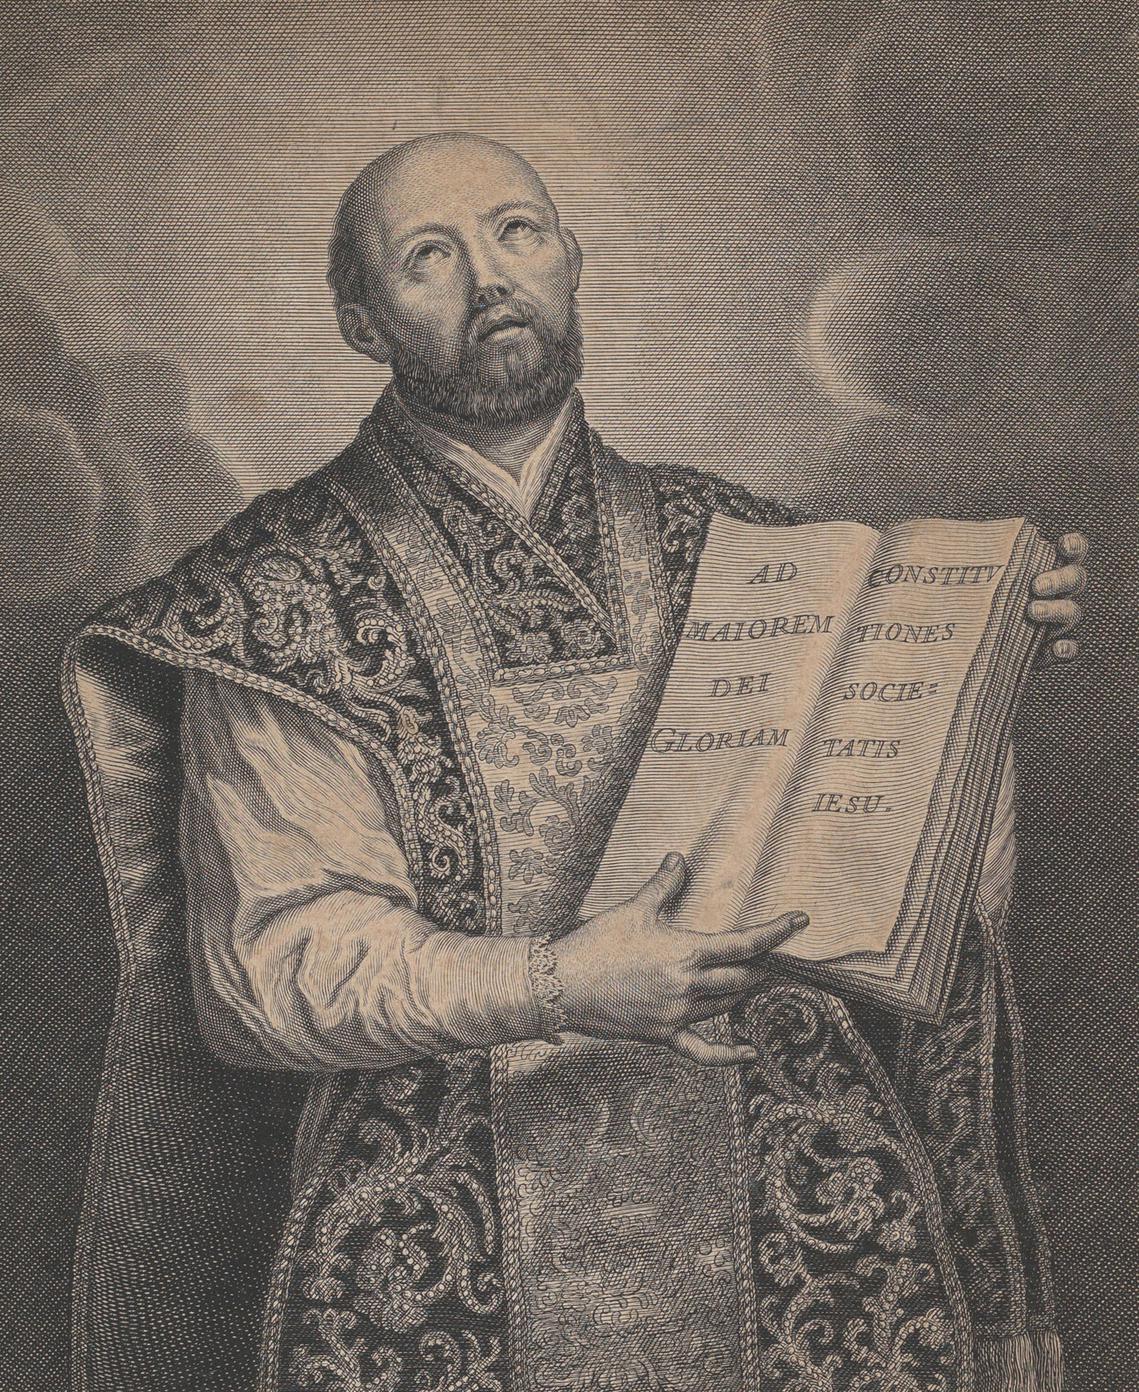 AD
MAIOREM
DEI
GLORIAM
CONSTITV
TIONES
SOCIE=
TATIS
IESU.